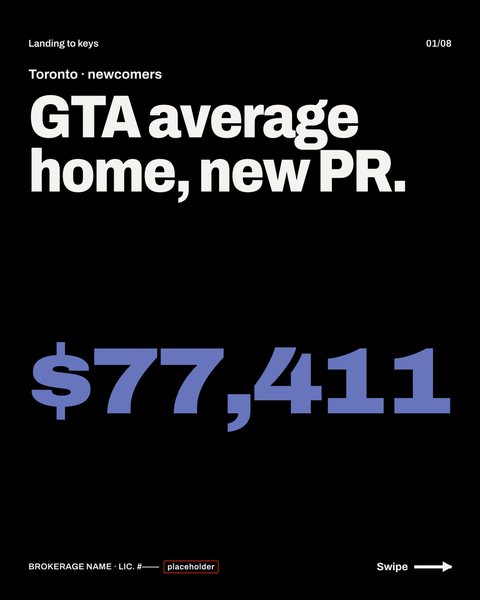 Landing to keys
01/08
Toronto · newcomers
GTA average
home, new PR.
$77,411
BROKERAGE NAME · LIC. #—— placeholder
Swipe